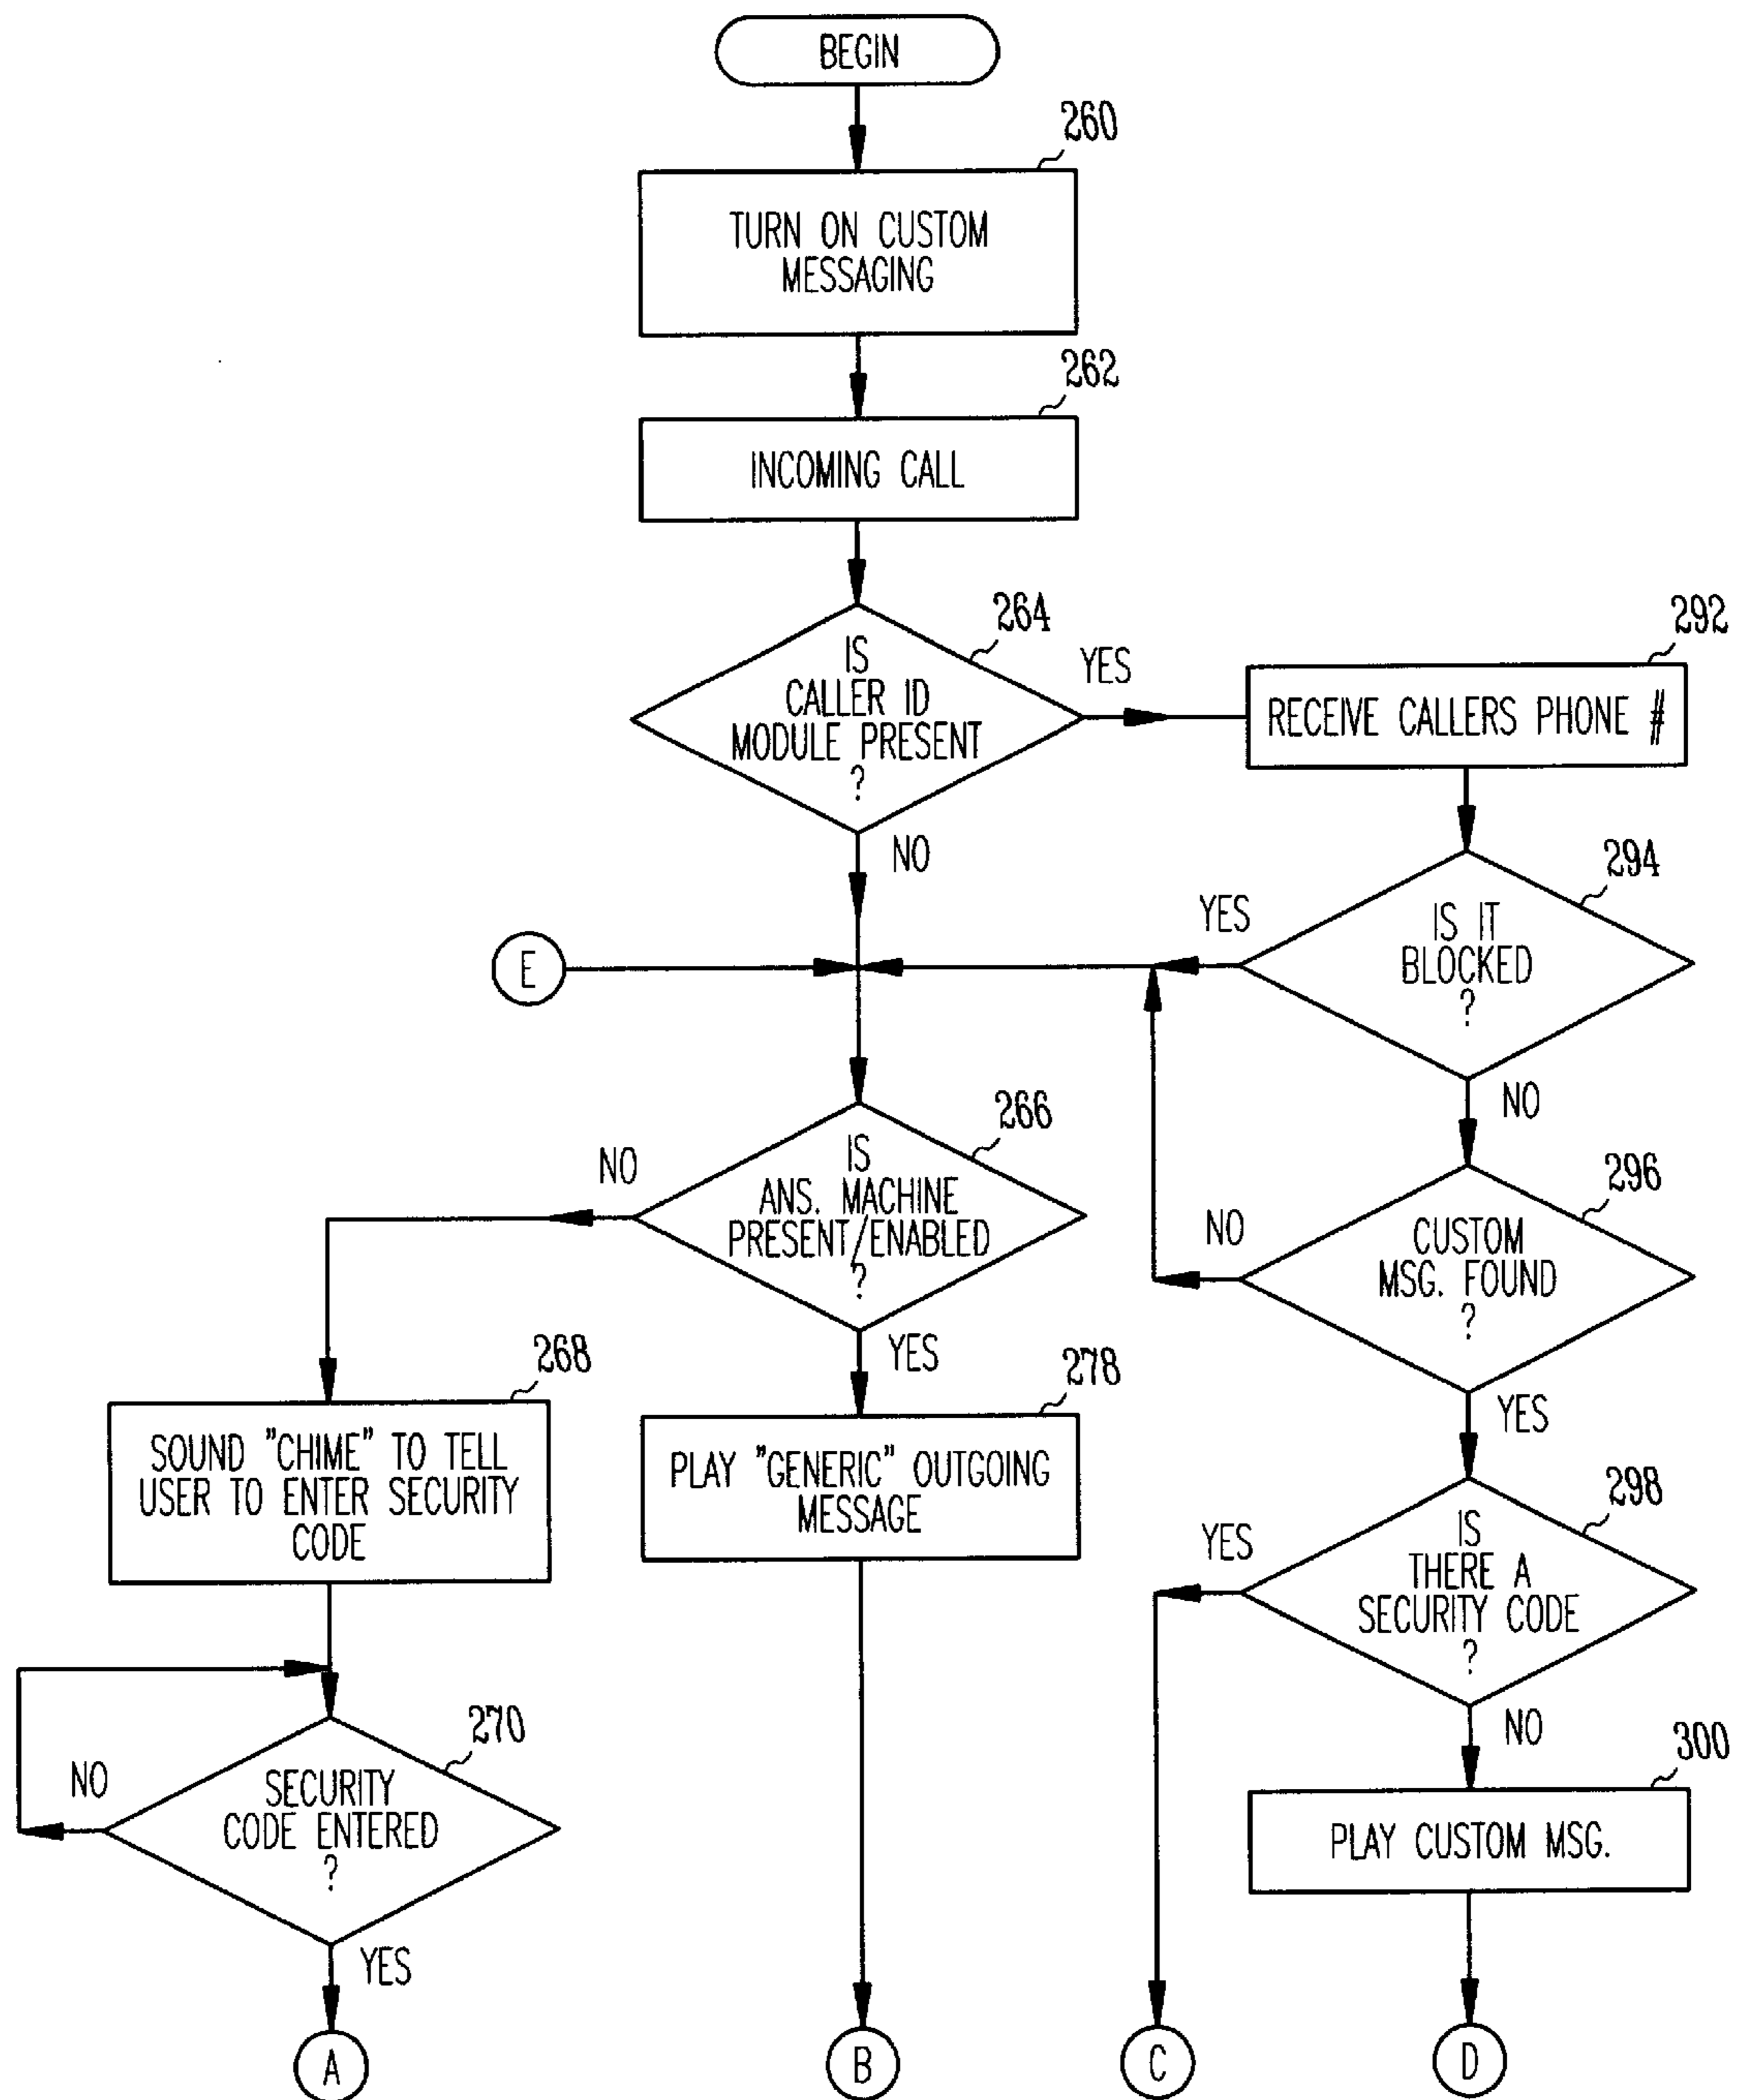 BEGIN
260
TURN ON CUSTOM
MESSAGING
262
INCOMING CALL
264
IS
CALLER ID
MODULE PRESENT
?
YES
NO
292
RECEIVE CALLERS PHONE #
294
IS IT
BLOCKED
?
YES
NO
E
266
IS
ANS. MACHINE
PRESENT/ENABLED
?
NO
YES
296
CUSTOM
MSG. FOUND
?
NO
YES
268
SOUND "CHIME" TO TELL
USER TO ENTER SECURITY
CODE
278
PLAY "GENERIC" OUTGOING
MESSAGE
298
IS
THERE A
SECURITY CODE
?
YES
NO
270
SECURITY
CODE ENTERED
?
NO
YES
300
PLAY CUSTOM MSG.
A
B
C
D